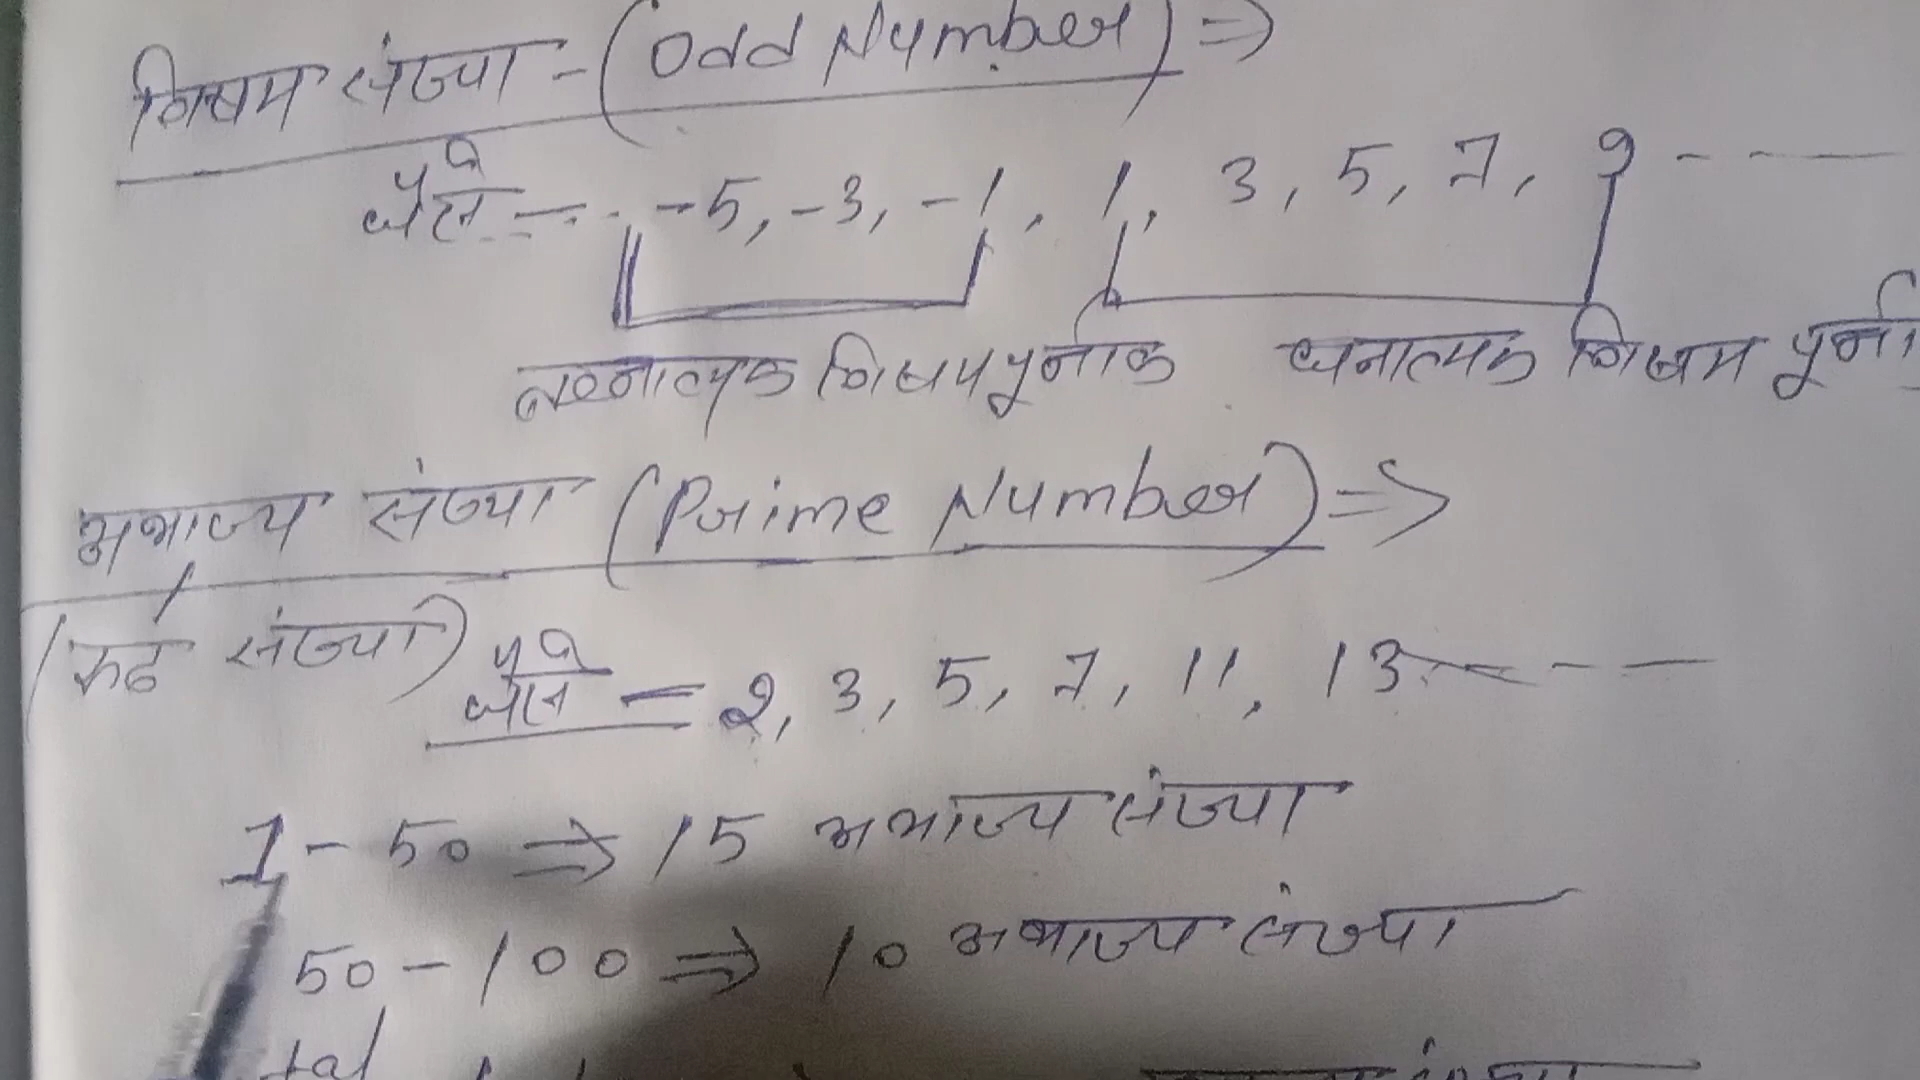 विषम संख्या - (Odd Number) ⇒
जैसे = -- -5, -3, -1, 1, 3, 5, 7, 9 ----
ऋणात्मक विषम पूर्नांक धनात्मक विषम पूर्नां
अभाज्य संख्या (Prime Number) ⇒
(रूढ़ संख्या) जैसे = 2, 3, 5, 7, 11, 13 ----
1 - 50 ⇒ 15 अभाज्य संख्या
50 - 100 ⇒ 10 अभाज्य संख्या
tal